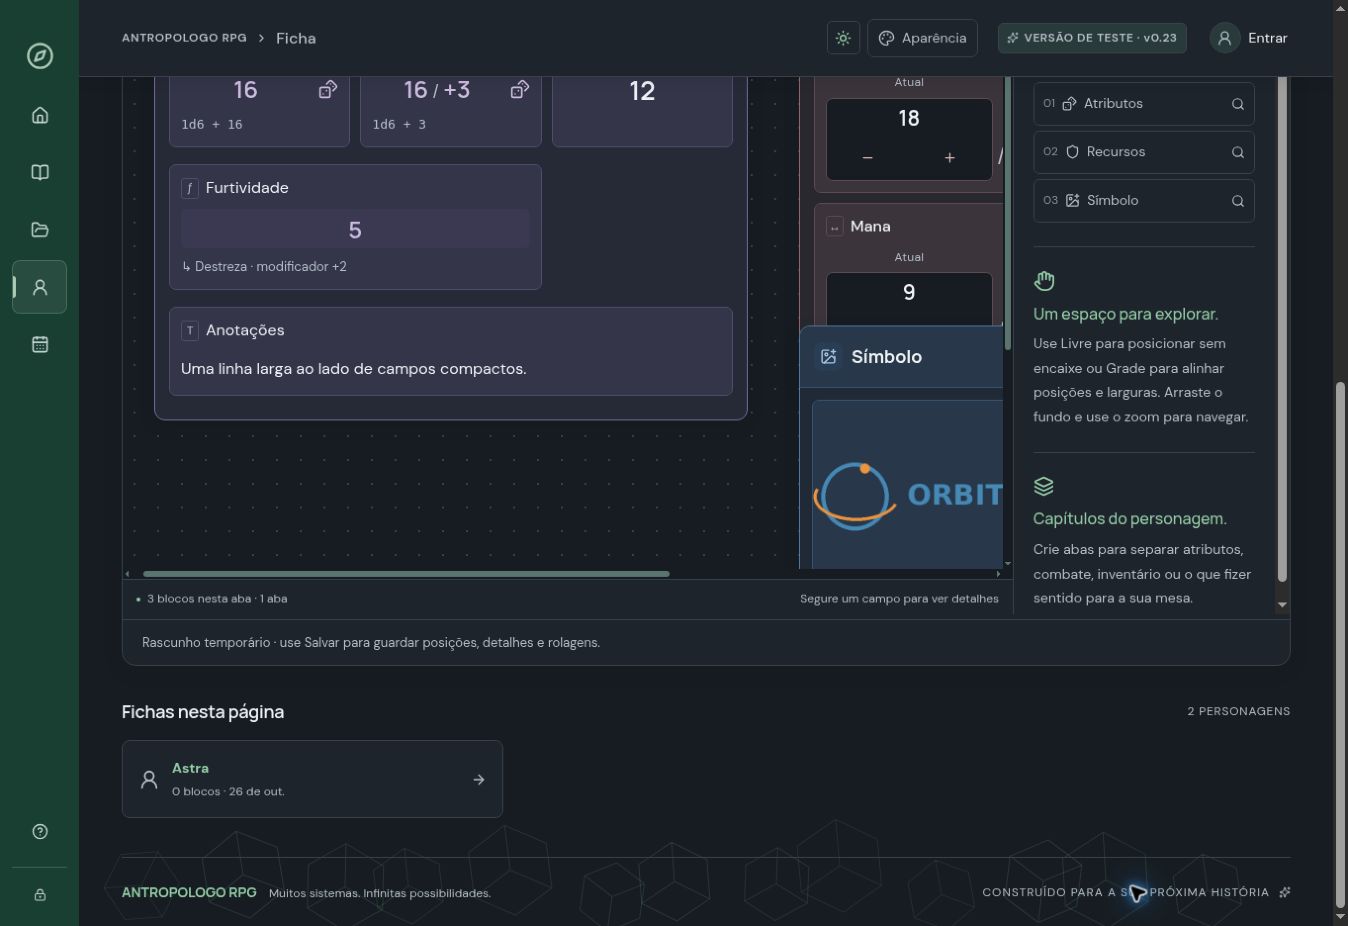 ANTROPOLOGO RPG > Ficha
Aparência
VERSÃO DE TESTE · v0.23
Entrar
16
1d6 + 16
16 / +3
1d6 + 3
12
ƒ Furtividade
5
↳ Destreza · modificador +2
T Anotações
Uma linha larga ao lado de campos compactos.
Atual
18
− + /
↔ Mana
Atual
9
Símbolo
ORBIT
3 blocos nesta aba · 1 aba
Segure um campo para ver detalhes
01 Atributos
02 Recursos
03 Símbolo
Um espaço para explorar.
Use Livre para posicionar sem
encaixe ou Grade para alinhar
posições e larguras. Arraste o
fundo e use o zoom para navegar.
Capítulos do personagem.
Crie abas para separar atributos,
combate, inventário ou o que fizer
sentido para a sua mesa.
Rascunho temporário · use Salvar para guardar posições, detalhes e rolagens.
Fichas nesta página
2 PERSONAGENS
Astra
0 blocos · 26 de out.
ANTROPOLOGO RPG Muitos sistemas. Infinitas possibilidades.
CONSTRUÍDO PARA A PRÓXIMA HISTÓRIA